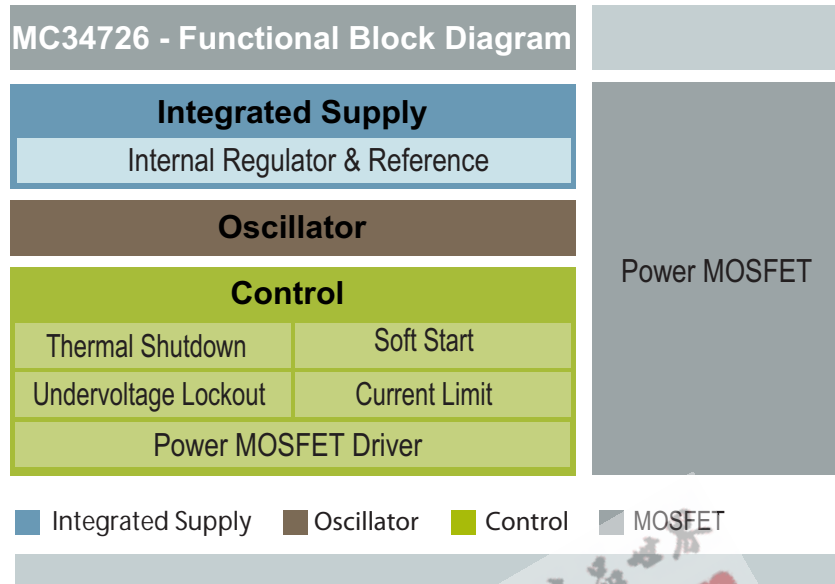 MC34726 - Functional Block Diagram
Integrated Supply
Internal Regulator & Reference
Oscillator
Control
Thermal Shutdown
Soft Start
Undervoltage Lockout
Current Limit
Power MOSFET Driver
Power MOSFET
Integrated Supply
Oscillator
Control
MOSFET